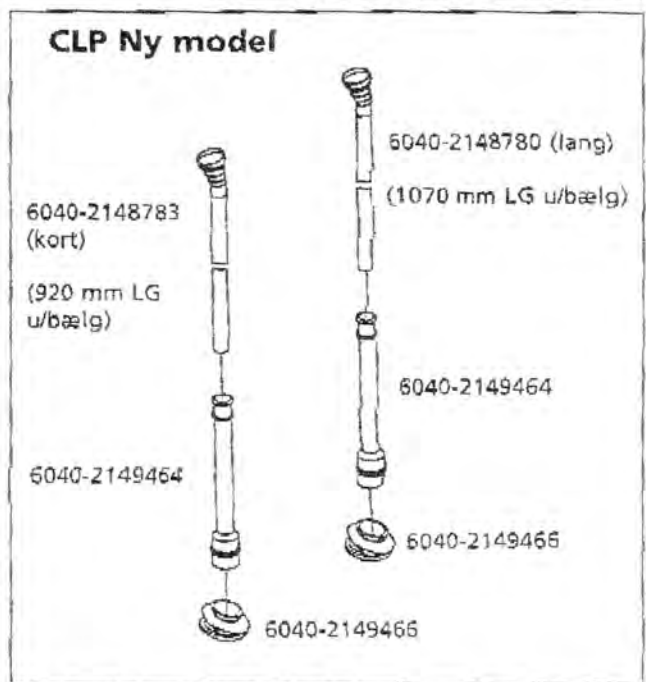 CLP Ny model
6040-2148783
(kort)
(920 mm LG
u/bælg)
6040-2149464
6040-2149466
6040-2148780 (lang)
(1070 mm LG u/bælg)
6040-2149464
6040-2149466